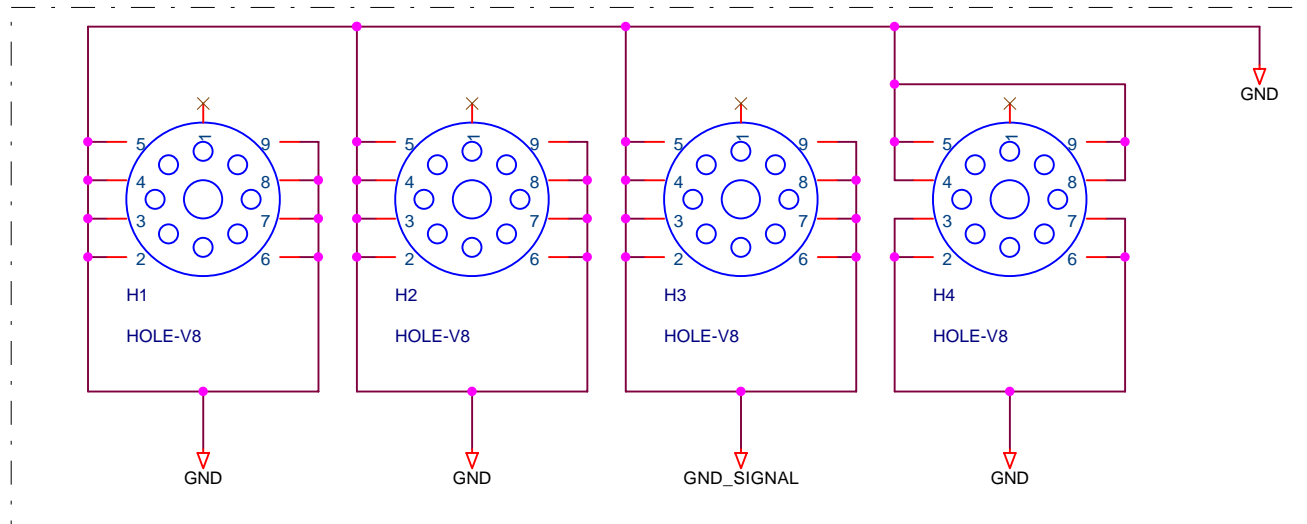 GND
1 1 1 1
5 9 5 9 5 9 5 9
4 8 4 8 4 8 4 8
3 7 3 7 3 7 3 7
2 6 2 6 2 6 2 6
H1 H2 H3 H4
HOLE-V8 HOLE-V8 HOLE-V8 HOLE-V8
GND GND GND_SIGNAL GND